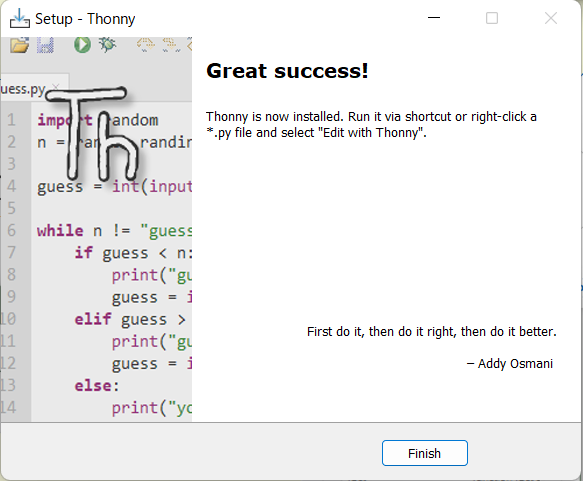 Setup - Thonny
Great success!
Thonny is now installed. Run it via shortcut or right-click a
*.py file and select "Edit with Thonny".
uess.py
Th
1 import random
2 n = randin
3
4 guess = int(input
5
6 while n != "guess
7 if guess < n:
8 print("gu
9 guess = i
10 elif guess >
11 print("gu
12 guess = i
13 else:
14 print("yo
First do it, then do it right, then do it better.
– Addy Osmani
Finish